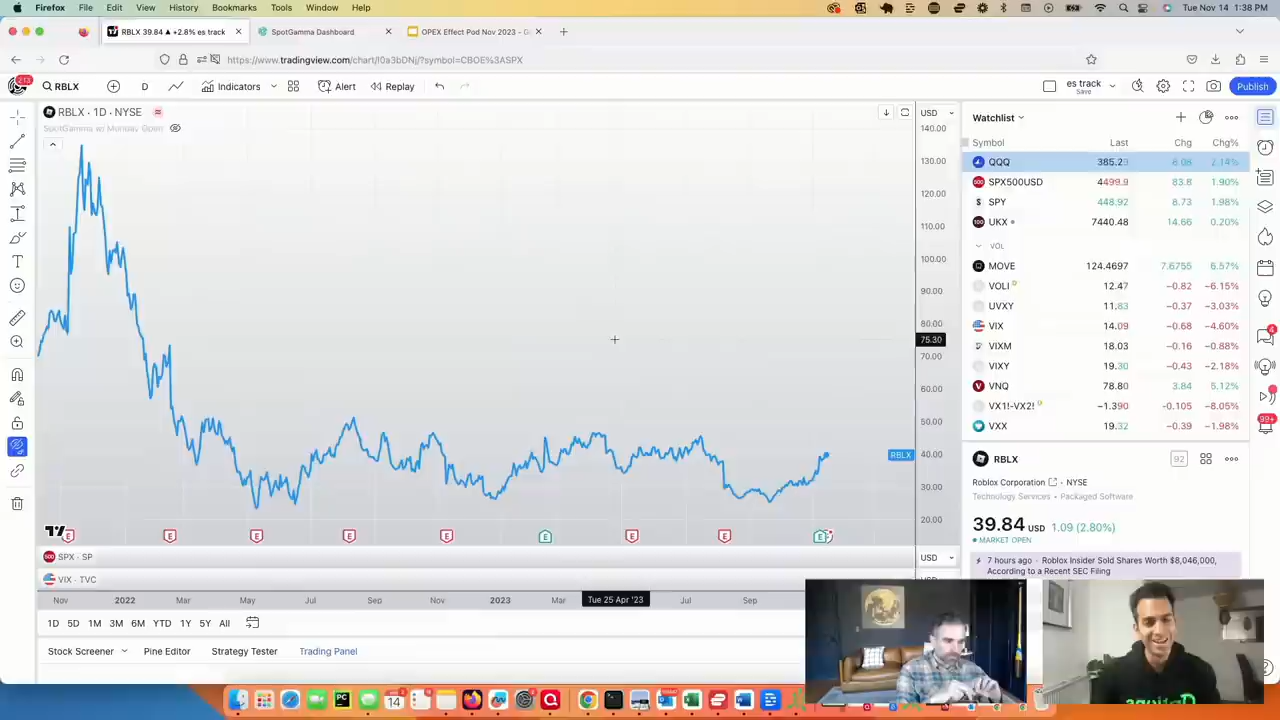 Firefox File Edit View History Bookmarks Tools Window Help Tue Nov 14 1:38 PM
RBLX 39.84 ▲ +2.8% es track SpotGamma Dashboard OPEX Effect Pod Nov 2023 - G
https://www.tradingview.com/chart/l0a3bDNj/?symbol=CBOE%3ASPX
213 RBLX D Indicators Alert Replay es track Save Publish
RBLX · 1D · NYSE USD
SpotGamma w/ Monday Open
140.00
130.00
120.00
110.00
100.00
90.00
80.00
75.30
70.00
60.00
50.00
RBLX 40.00
30.00
20.00
E E E E E E E E E
SPX · SP USD
VIX · TVC
Nov 2022 Mar May Jul Sep Nov 2023 Mar Tue 25 Apr '23 Jul Sep
1D 5D 1M 3M 6M YTD 1Y 5Y All
Stock Screener Pine Editor Strategy Tester Trading Panel
Watchlist
Symbol Last Chg Chg%
QQQ 385.29 8.08 2.14%
SPX500USD 4499.9 83.8 1.90%
SPY 448.92 8.73 1.98%
UKX 7440.48 14.66 0.20%
VOL
MOVE 124.4697 7.6755 6.57%
VOLI 12.47 −0.82 −6.15%
UVXY 11.83 −0.37 −3.03%
VIX 14.09 −0.68 −4.60%
VIXM 18.03 −0.16 −0.88%
VIXY 19.30 −0.43 −2.18%
VNQ 78.80 3.84 5.12%
VX1!-VX2! −1.390 −0.105 −8.05%
VXX 19.32 −0.39 −1.98%
4
99+
RBLX 92
Roblox Corporation · NYSE
Technology Services • Packaged Software
39.84 USD 1.09 (2.80%)
MARKET OPEN
7 hours ago · Roblox Insider Sold Shares Worth $8,046,000,
According to a Recent SEC Filing
PC
14